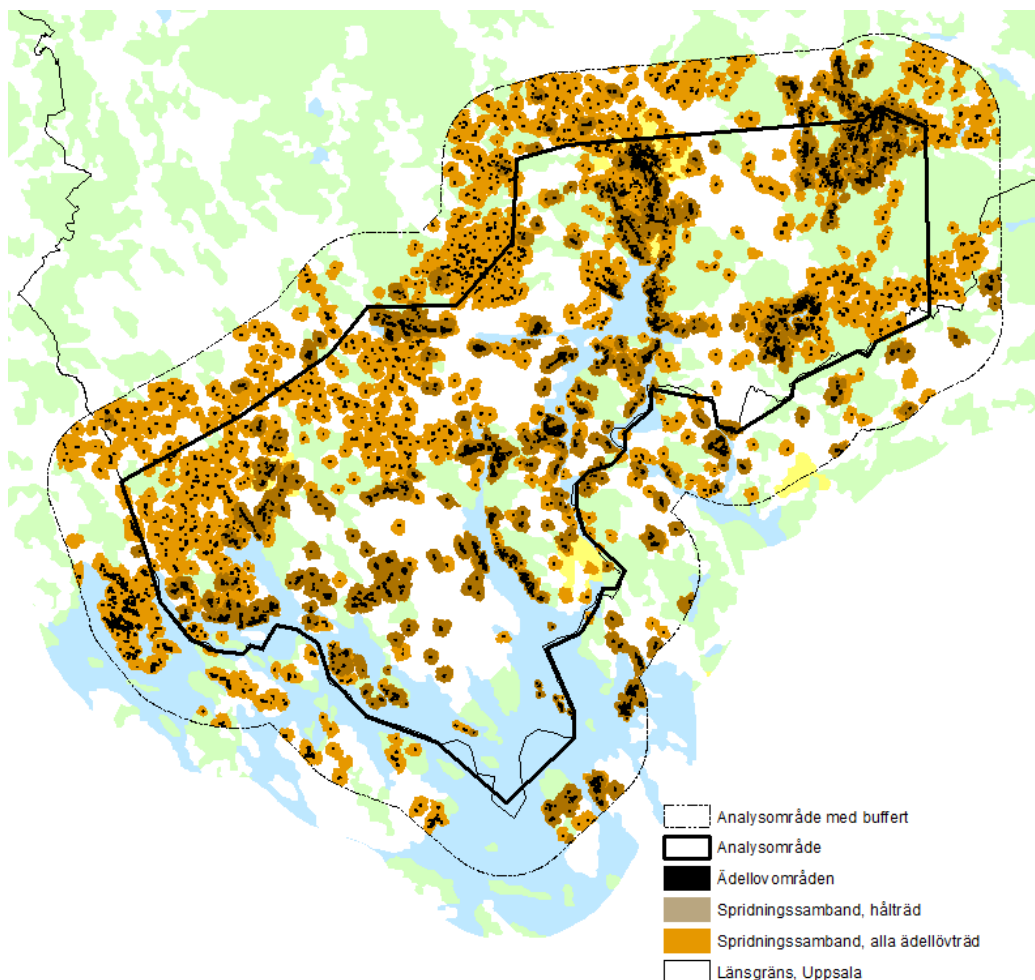 Analysområde med buffert
Analysområde
Ädellovområden
Spridningssamband, hålträd
Spridningssamband, alla ädellövträd
Länsgräns, Uppsala